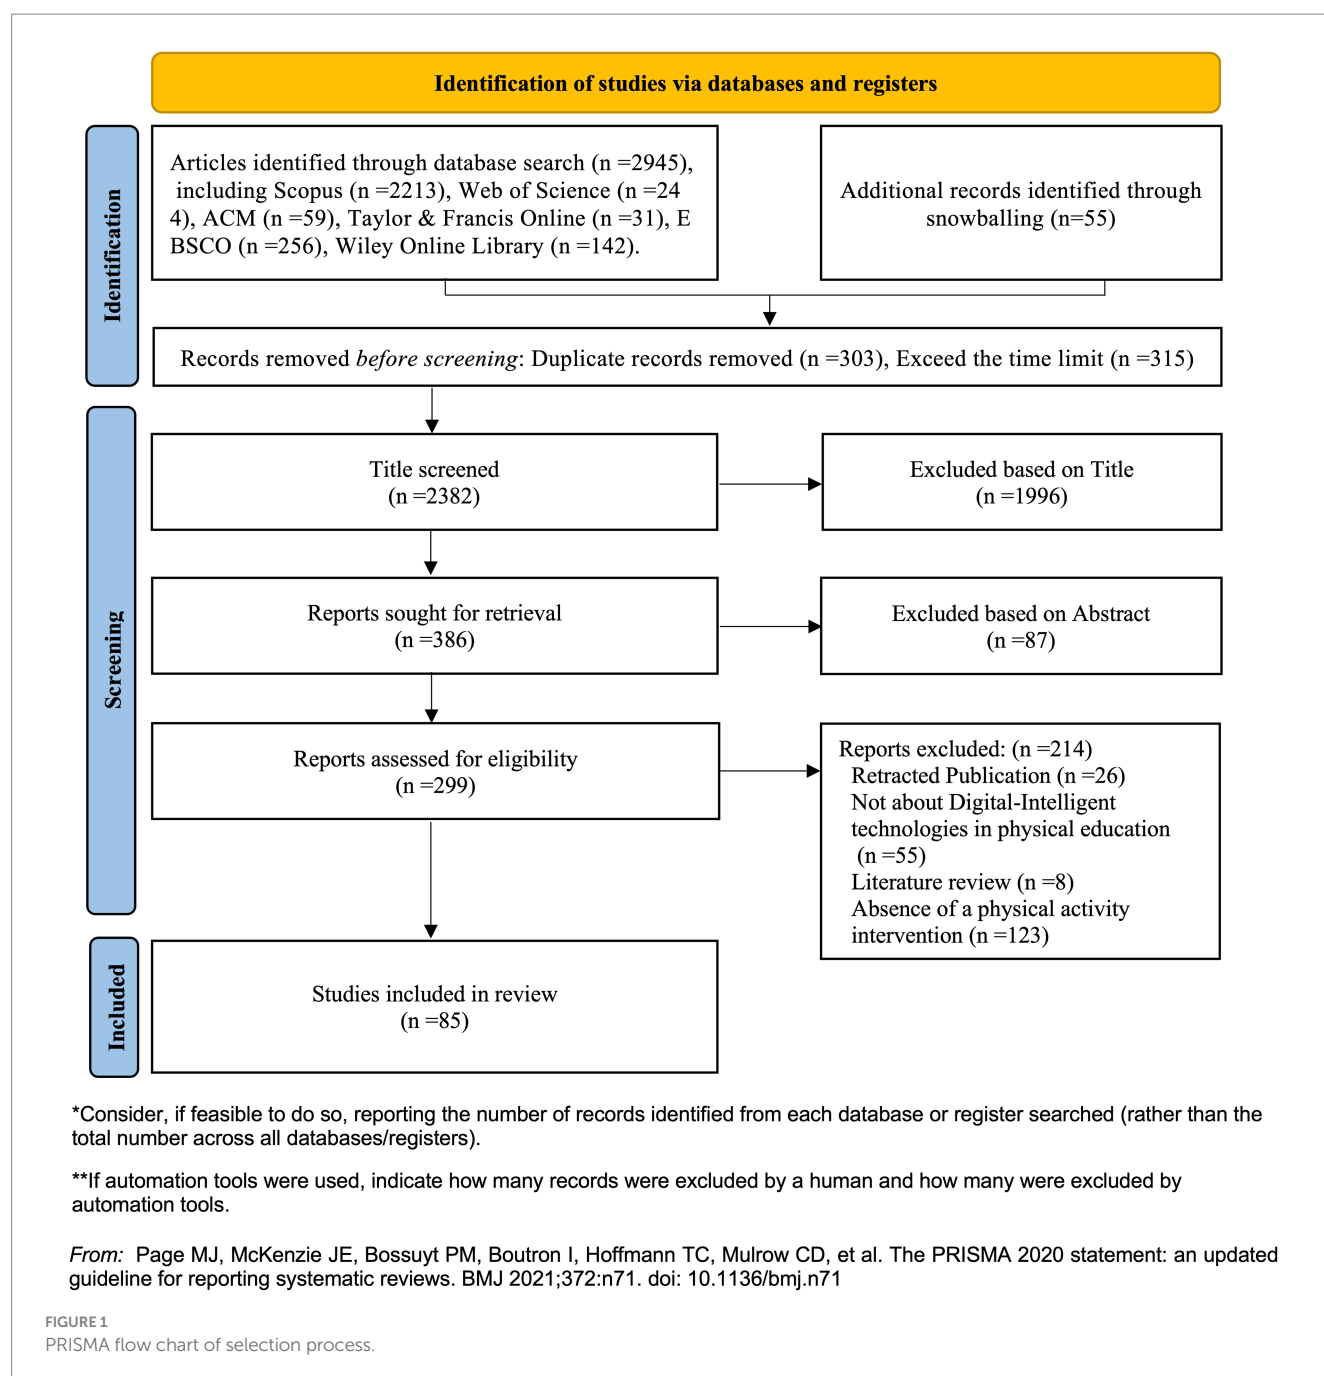 Identification of studies via databases and registers
Identification
Articles identified through database search (n =2945),
including Scopus (n =2213), Web of Science (n =24
4), ACM (n =59), Taylor & Francis Online (n =31), E
BSCO (n =256), Wiley Online Library (n =142).
Additional records identified through
snowballing (n=55)
Records removed before screening: Duplicate records removed (n =303), Exceed the time limit (n =315)
Screening
Title screened
(n =2382)
Excluded based on Title
(n =1996)
Reports sought for retrieval
(n =386)
Excluded based on Abstract
(n =87)
Reports assessed for eligibility
(n =299)
Reports excluded: (n =214)
Retracted Publication (n =26)
Not about Digital-Intelligent
technologies in physical education
(n =55)
Literature review (n =8)
Absence of a physical activity
intervention (n =123)
Included
Studies included in review
(n =85)
*Consider, if feasible to do so, reporting the number of records identified from each database or register searched (rather than the
total number across all databases/registers).
**If automation tools were used, indicate how many records were excluded by a human and how many were excluded by
automation tools.
From: Page MJ, McKenzie JE, Bossuyt PM, Boutron I, Hoffmann TC, Mulrow CD, et al. The PRISMA 2020 statement: an updated
guideline for reporting systematic reviews. BMJ 2021;372:n71. doi: 10.1136/bmj.n71
FIGURE 1
PRISMA flow chart of selection process.